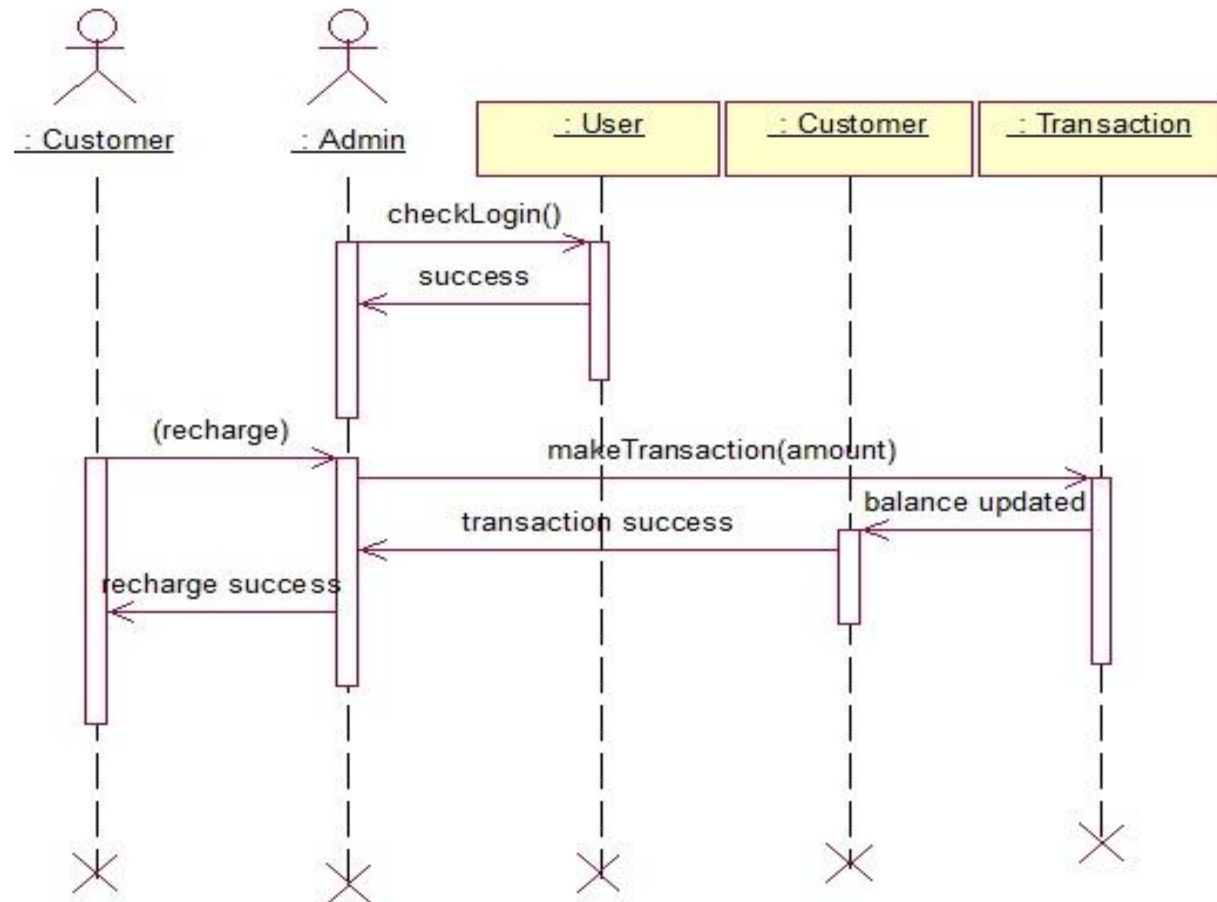 : Customer
: Admin
: User
: Customer
: Transaction
checkLogin()
success
(recharge)
makeTransaction(amount)
balance updated
transaction success
recharge success